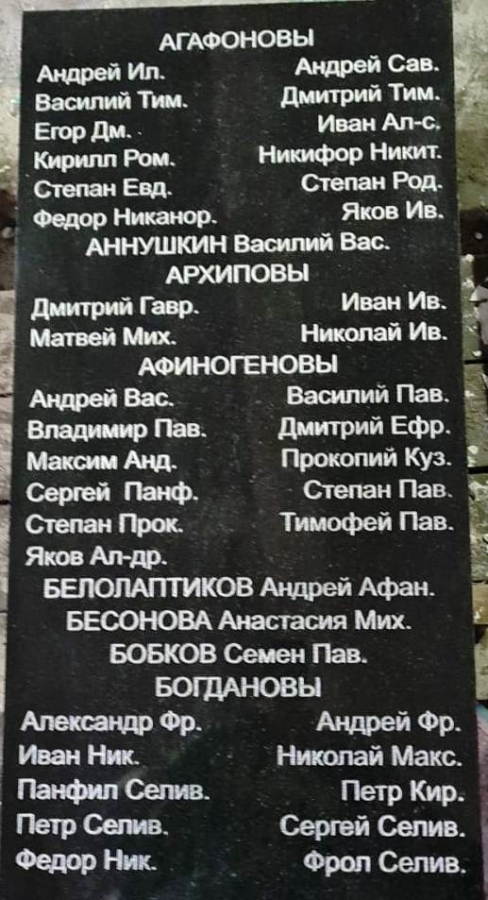 АГАФОНОВЫ
Андрей Ил. Андрей Сав.
Василий Тим. Дмитрий Тим.
Егор Дм. Иван Ал-с.
Кирилл Ром. Никифор Никит.
Степан Евд. Степан Род.
Федор Никанор. Яков Ив.
АННУШКИН Василий Вас.
АРХИПОВЫ
Дмитрий Гавр. Иван Ив.
Матвей Мих. Николай Ив.
АФИНОГЕНОВЫ
Андрей Вас. Василий Пав.
Владимир Пав. Дмитрий Ефр.
Максим Анд. Прокопий Куз.
Сергей Панф. Степан Пав.
Степан Прок. Тимофей Пав.
Яков Ал-др.
БЕЛОЛАПТИКОВ Андрей Афан.
БЕСОНОВА Анастасия Мих.
БОБКОВ Семен Пав.
БОГДАНОВЫ
Александр Фр. Андрей Фр.
Иван Ник. Николай Макс.
Панфил Селив. Петр Кир.
Петр Селив. Сергей Селив.
Федор Ник. Фрол Селив.